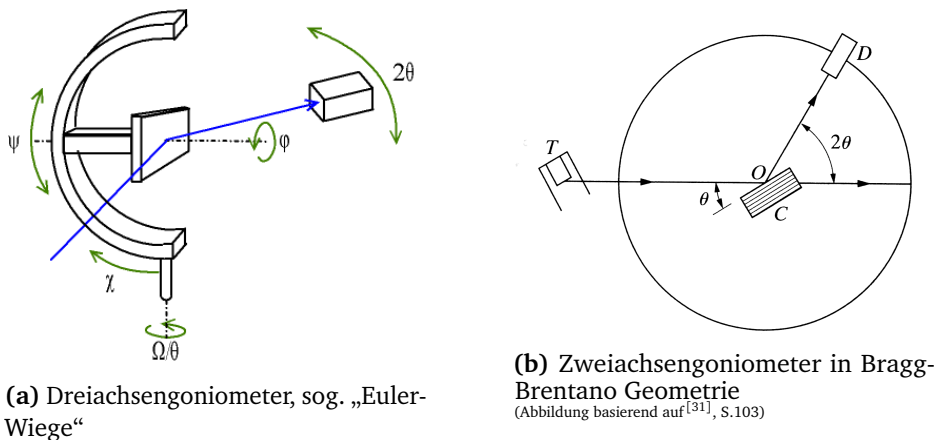 ψ
2θ
φ
χ
Ω/θ
(a) Dreiachsengoniometer, sog. „Euler-
Wiege“
T
D
2θ
O
θ
C
(b) Zweiachsengoniometer in Bragg-
Brentano Geometrie
(Abbildung basierend auf[31], S.103)